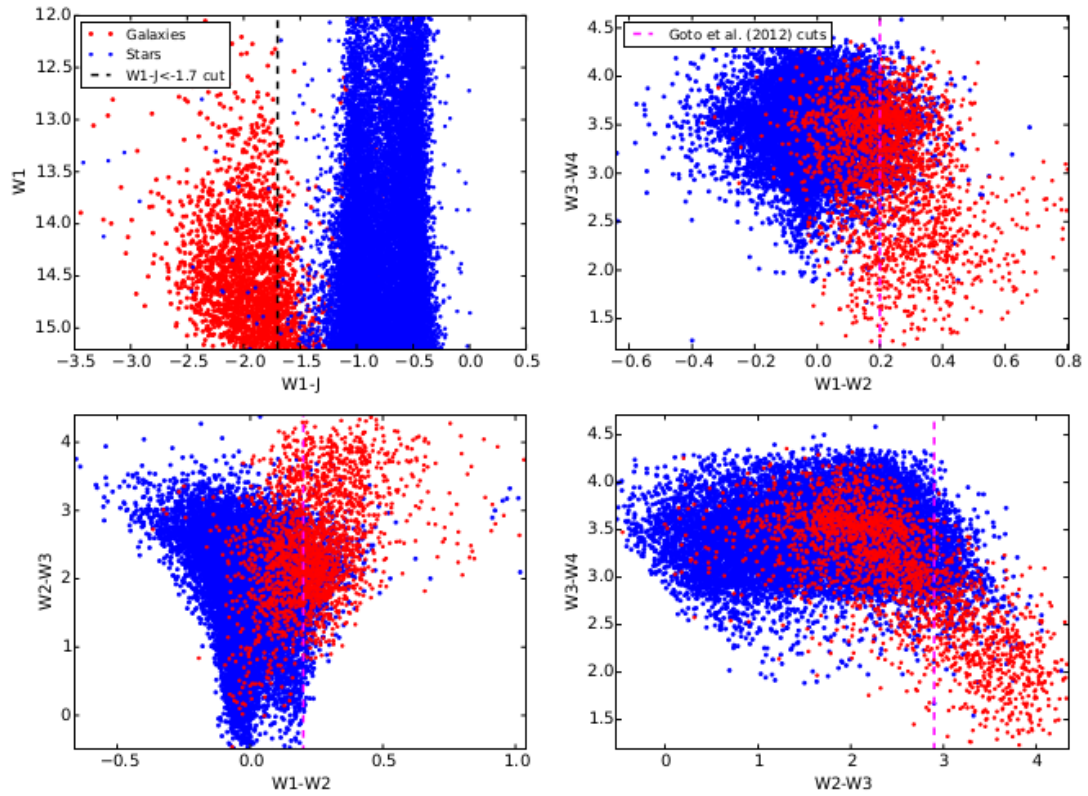 12.0
12.5
13.0
13.5
14.0
14.5
15.0
W1
Galaxies
Stars
W1-J<-1.7 cut
−3.5 −3.0 −2.5 −2.0 −1.5 −1.0 −0.5 0.0 0.5
W1-J
4.5
4.0
3.5
3.0
2.5
2.0
1.5
W3-W4
Goto et al. (2012) cuts
−0.6 −0.4 −0.2 0.0 0.2 0.4 0.6 0.8
W1-W2
4
3
2
1
0
W2-W3
−0.5 0.0 0.5 1.0
W1-W2
4.5
4.0
3.5
3.0
2.5
2.0
1.5
W3-W4
0 1 2 3 4
W2-W3